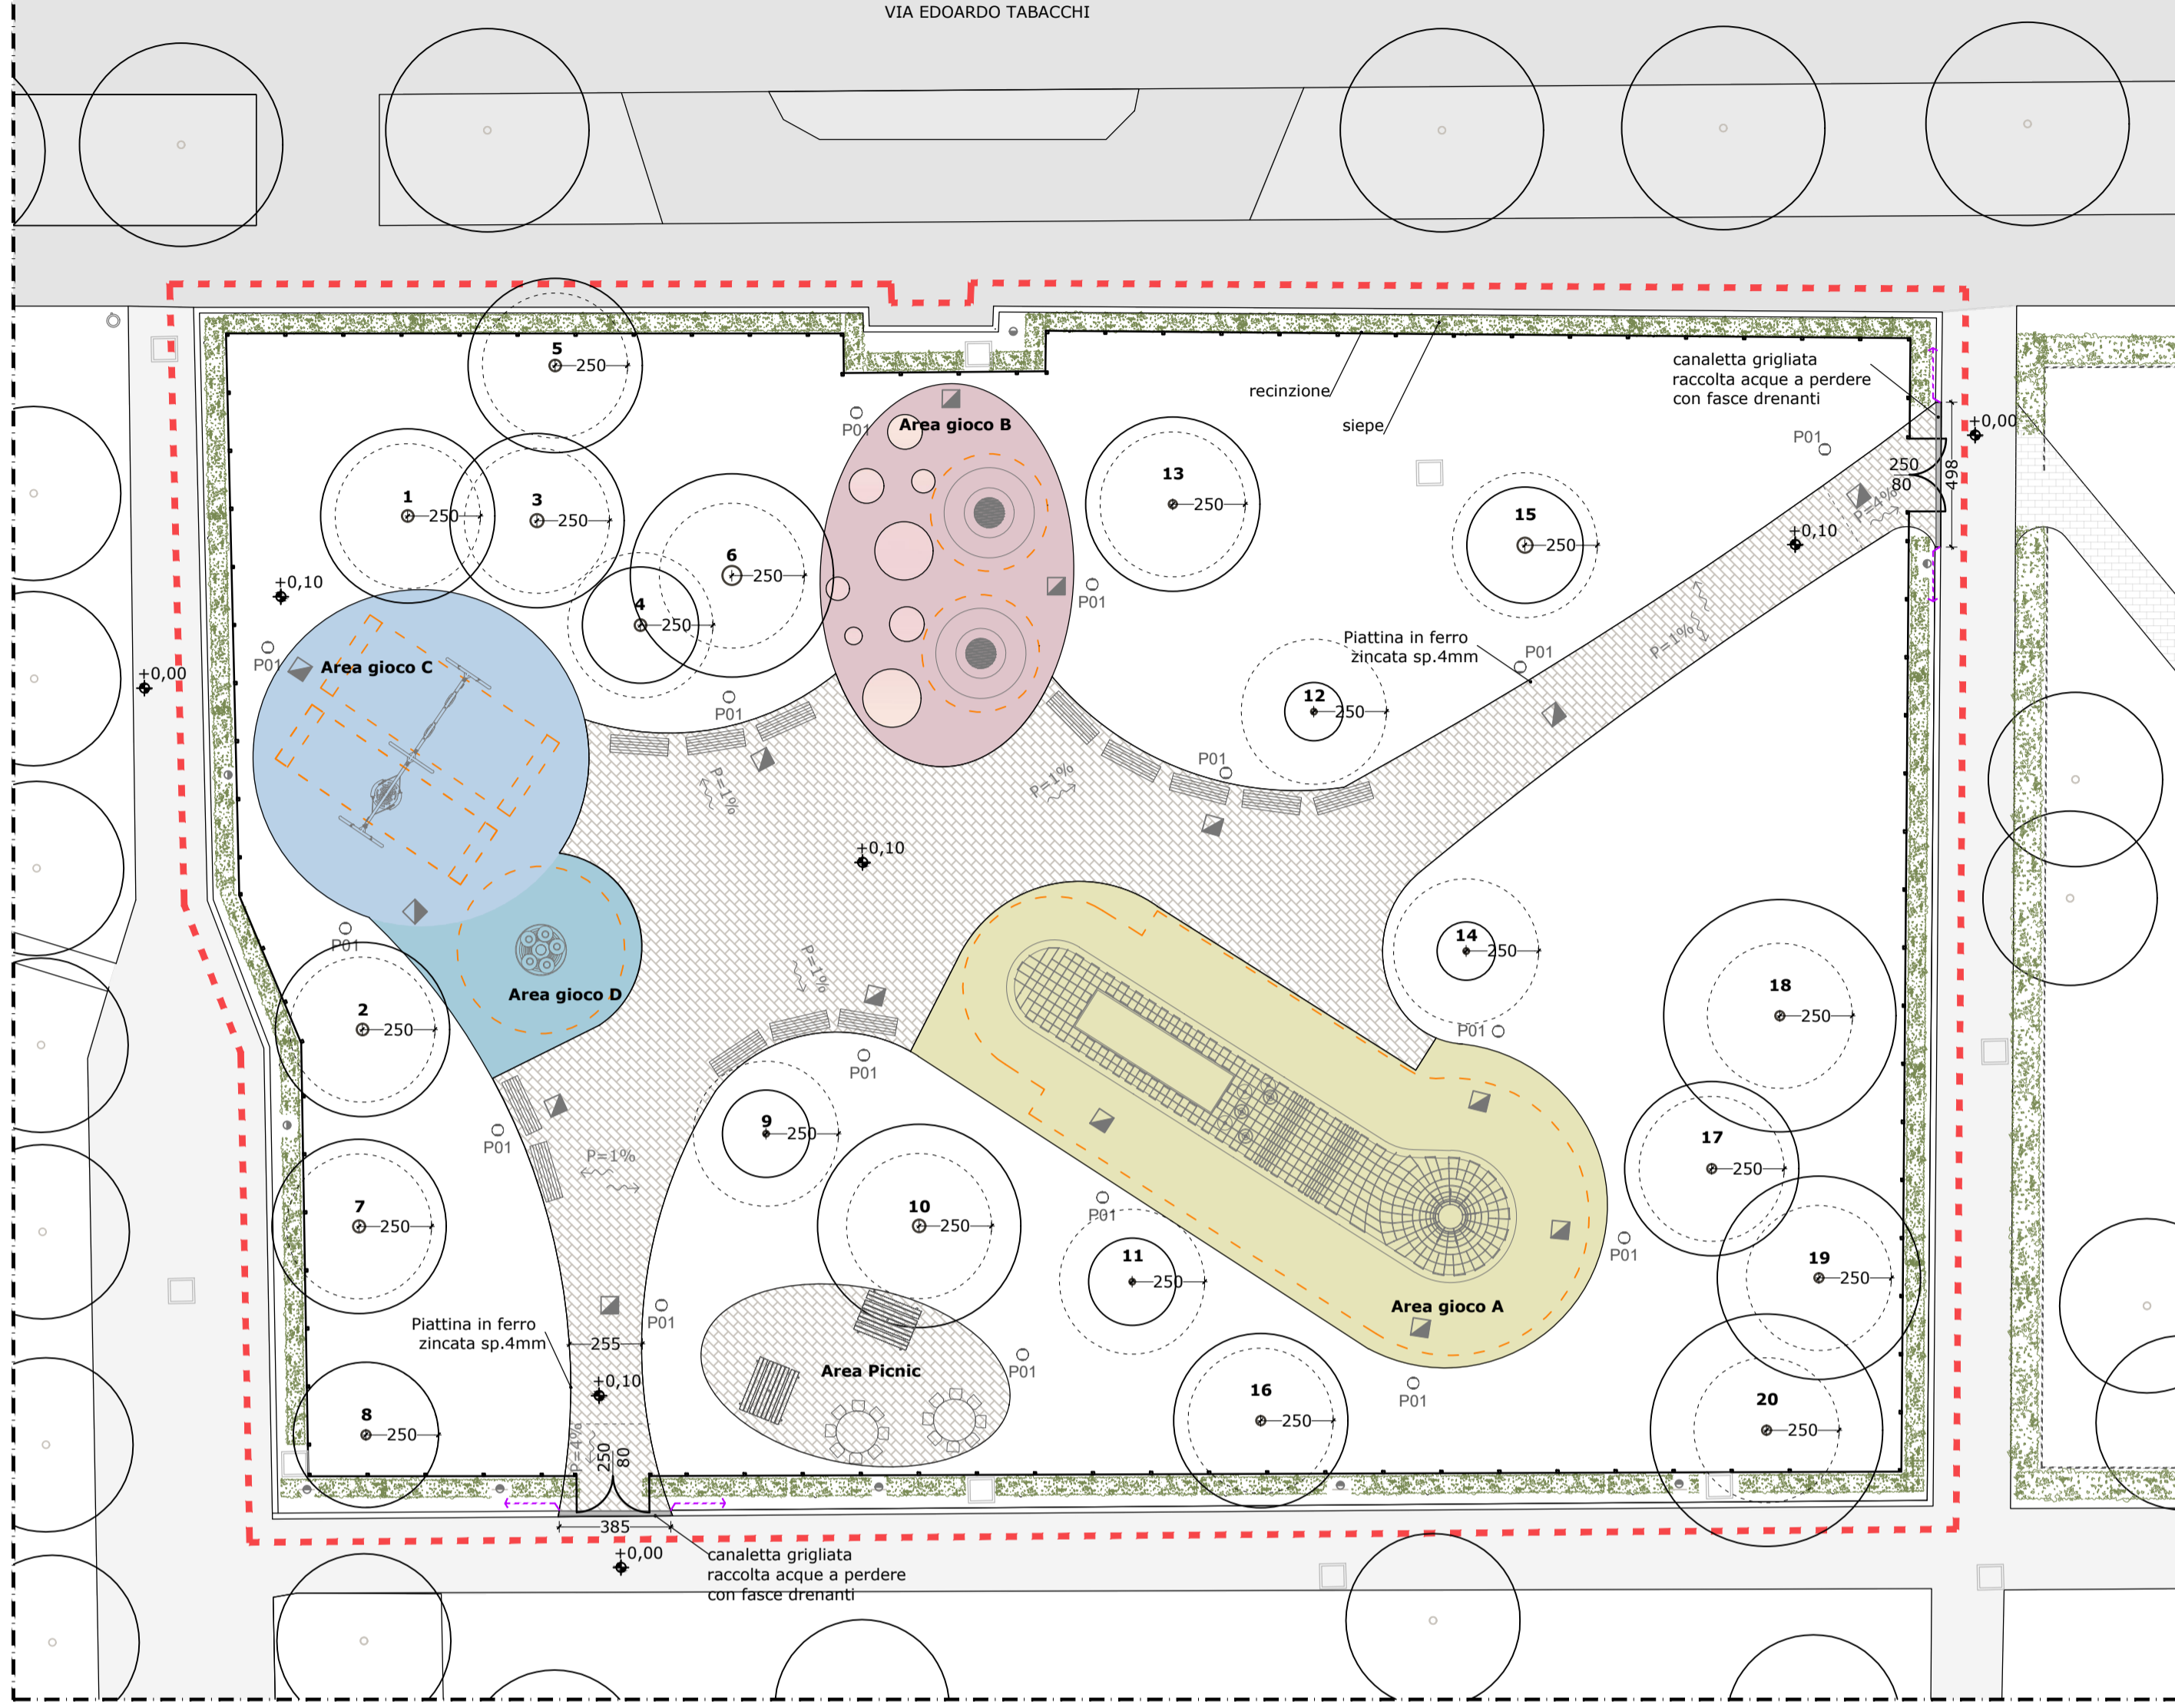 VIA EDOARDO TABACCHI
5
250
canaletta grigliata
raccolta acque a perdere
con fasce drenanti
recinzione
siepe
Area gioco B
P01
+0,00
P01
250
80
498
P=4%
+0,10
1
250
3
250
6
250
13
250
15
250
+0,10
4
250
P01
P=1%
Piattina in ferro
zincata sp.4mm
P01
P01
Area gioco C
+0,00
12
250
P01
P01
P=1%
P=1%
+0,10
P01
14
250
P01
P=1%
Area gioco D
2
250
18
250
P01
9
250
P01
P=1%
17
250
7
250
10
250
P01
11
250
P01
19
250
Area gioco A
P01
Piattina in ferro
zincata sp.4mm
255
+0,10
Area Picnic
P01
P01
16
250
20
250
8
250
P=4%
250
80
385
+0,00
canaletta grigliata
raccolta acque a perdere
con fasce drenanti